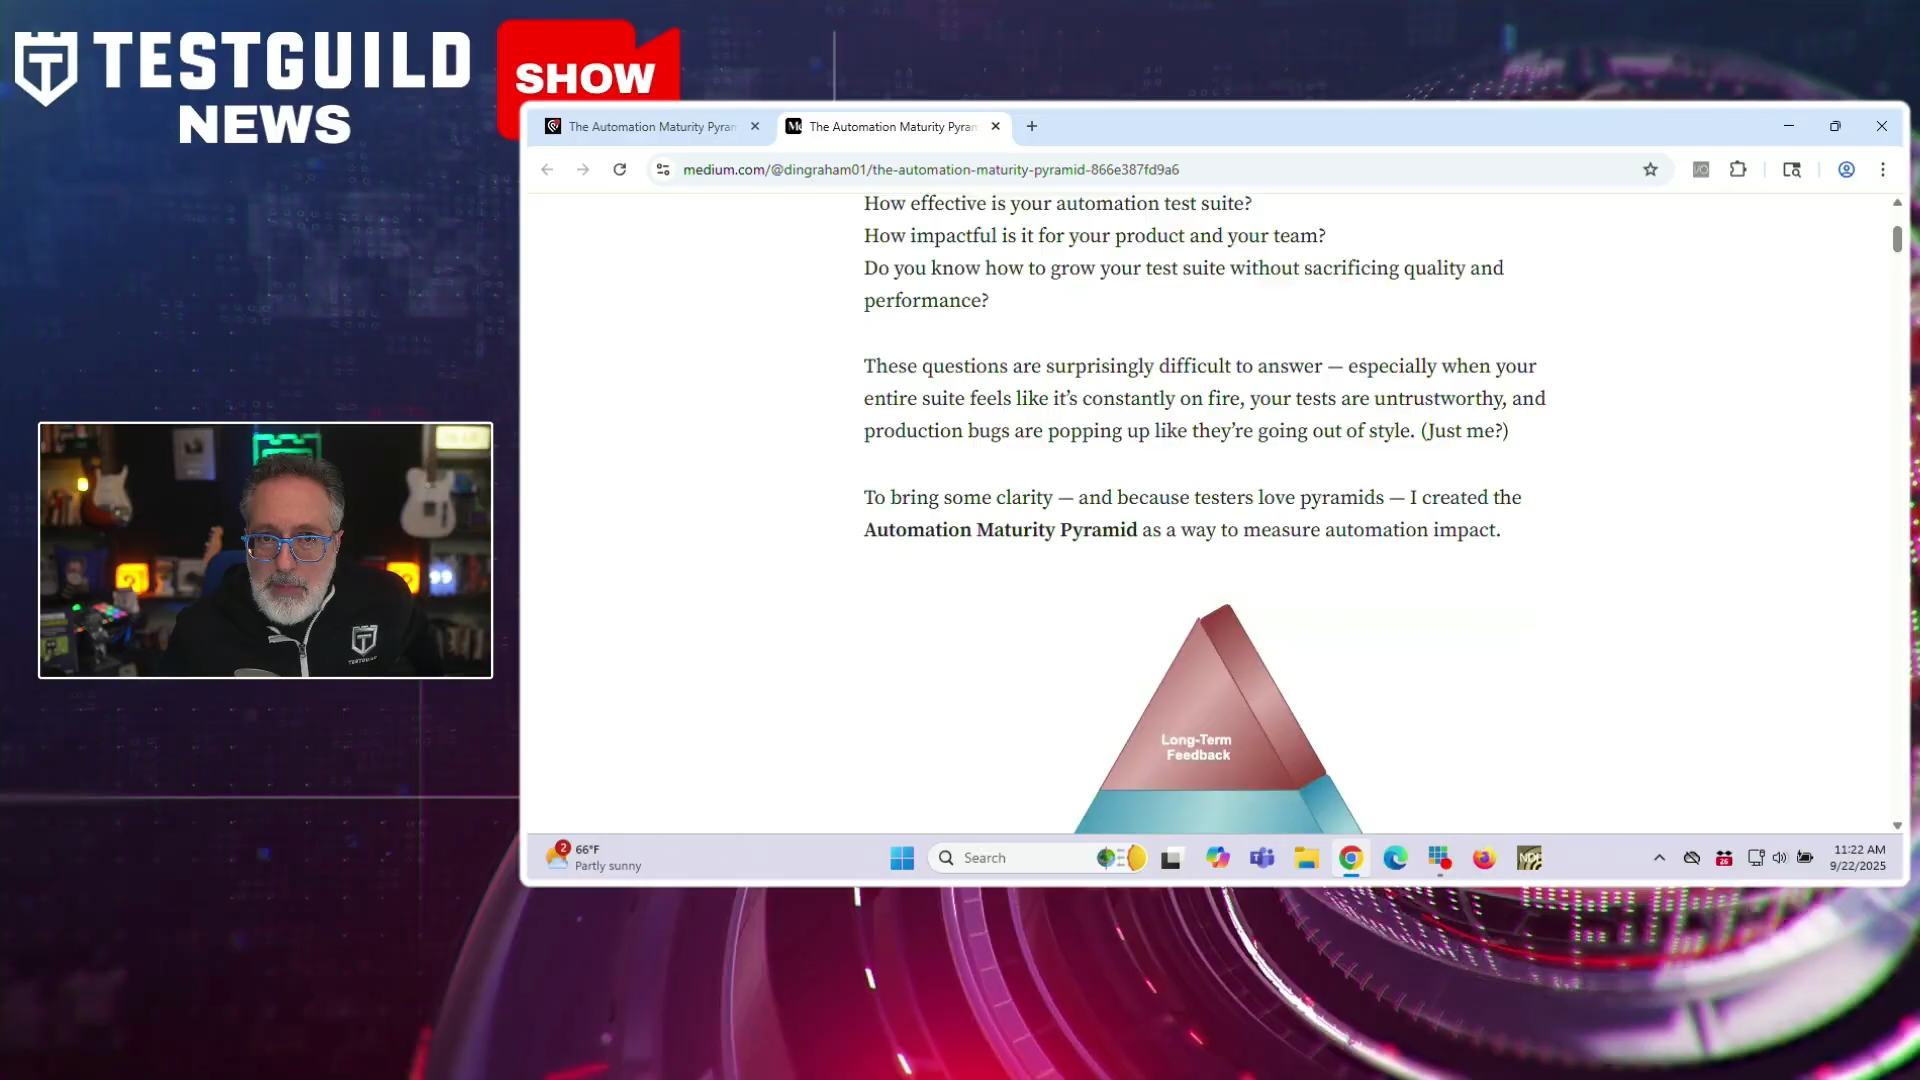 TESTGUILD
NEWS
SHOW
The Automation Maturity Pyram
The Automation Maturity Pyram
medium.com/@dingraham01/the-automation-maturity-pyramid-866e387fd9a6
How effective is your automation test suite?
How impactful is it for your product and your team?
Do you know how to grow your test suite without sacrificing quality and
performance?
These questions are surprisingly difficult to answer — especially when your
entire suite feels like it’s constantly on fire, your tests are untrustworthy, and
production bugs are popping up like they’re going out of style. (Just me?)
To bring some clarity — and because testers love pyramids — I created the
Automation Maturity Pyramid as a way to measure automation impact.
Long-Term
Feedback
TESTGUILD
2
66°F
Partly sunny
Search
26
11:22 AM
9/22/2025